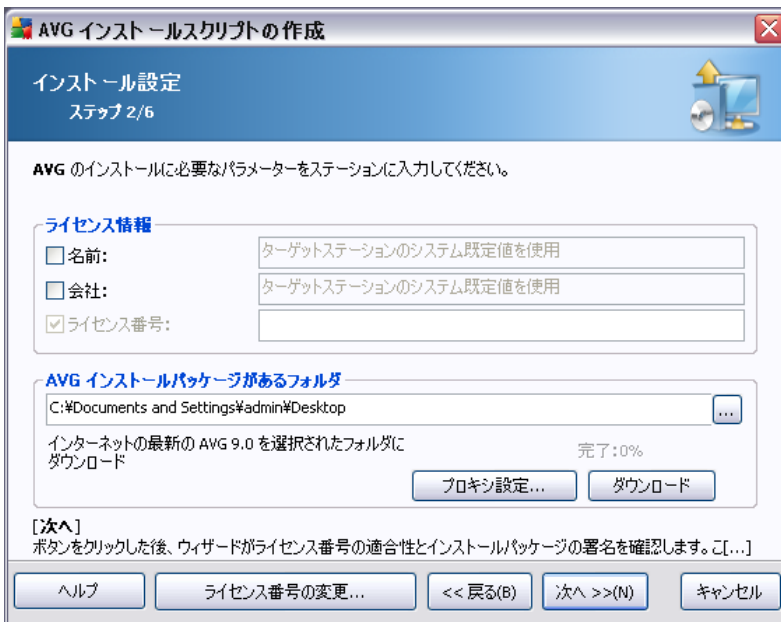 AVG インストールスクリプトの作成
インストール設定
ステップ 2/6
AVG のインストールに必要なパラメーターをステーションに入力してください。
ライセンス情報
名前:
ターゲットステーションのシステム既定値を使用
会社:
ターゲットステーションのシステム既定値を使用
ライセンス番号:
AVG インストールパッケージがあるフォルダ
C:¥Documents and Settings¥admin¥Desktop
...
インターネットの最新の AVG 9.0 を選択されたフォルダに
ダウンロード
完了:0%
プロキシ設定...
ダウンロード
[次へ]
ボタンをクリックした後、ウィザードがライセンス番号の適合性とインストールパッケージの署名を確認します。こ[...]
ヘルプ
ライセンス番号の変更...
<< 戻る(B)
次へ >>(N)
キャンセル